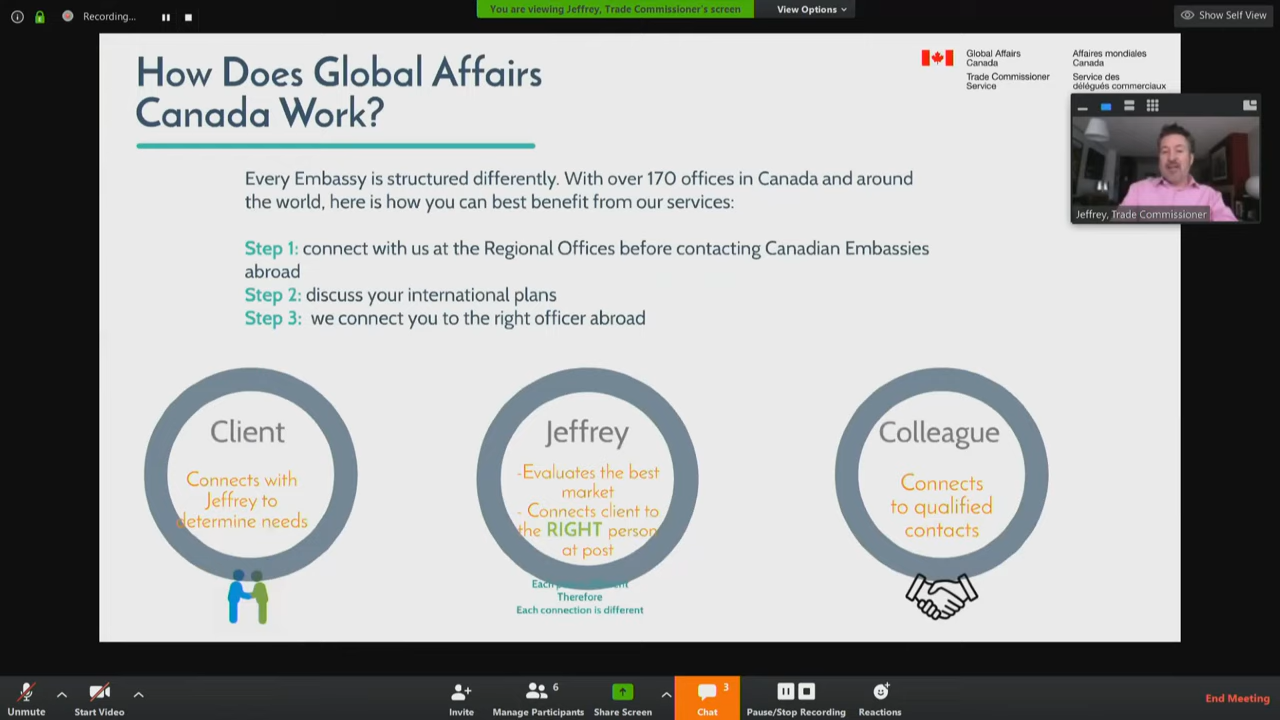 Recording...
You are viewing Jeffrey, Trade Commissioner's screen
View Options
Show Self View
How Does Global Affairs
Canada Work?
Global Affairs
Canada
Trade Commissioner
Service
Affaires mondiales
Canada
Service des
délégués commerciaux
Jeffrey, Trade Commissioner
Every Embassy is structured differently. With over 170 offices in Canada and around
the world, here is how you can best benefit from our services:
Step 1: connect with us at the Regional Offices before contacting Canadian Embassies
abroad
Step 2: discuss your international plans
Step 3: we connect you to the right officer abroad
Client
Connects with
Jeffrey to
determine needs
Jeffrey
-Evaluates the best
market
- Connects client to
the RIGHT person
at post
Each
Therefore
Each connection is different
Colleague
Connects
to qualified
contacts
Unmute
Start Video
Invite
6
Manage Participants
Share Screen
3
Chat
Pause/Stop Recording
Reactions
End Meeting